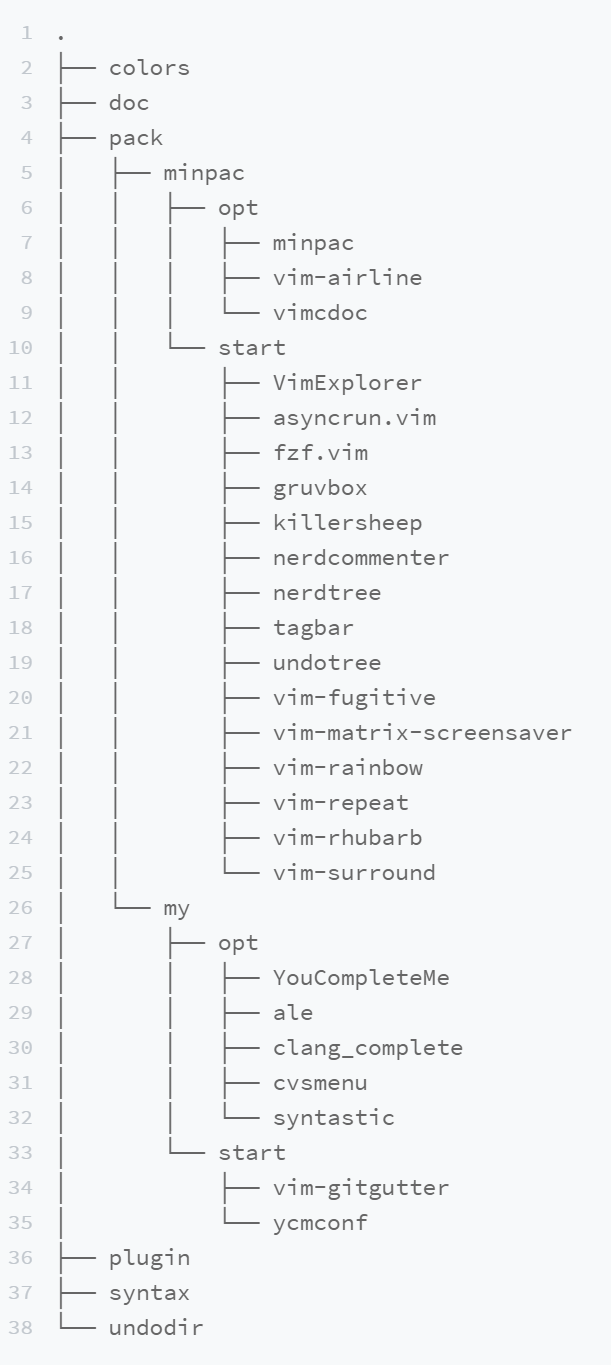 1 .
2 ├── colors
3 ├── doc
4 ├── pack
5 │   ├── minpac
6 │   │   ├── opt
7 │   │   │   ├── minpac
8 │   │   │   ├── vim-airline
9 │   │   │   └── vimcdoc
10 │   │   └── start
11 │   │       ├── VimExplorer
12 │   │       ├── asyncrun.vim
13 │   │       ├── fzf.vim
14 │   │       ├── gruvbox
15 │   │       ├── killersheep
16 │   │       ├── nerdcommenter
17 │   │       ├── nerdtree
18 │   │       ├── tagbar
19 │   │       ├── undotree
20 │   │       ├── vim-fugitive
21 │   │       ├── vim-matrix-screensaver
22 │   │       ├── vim-rainbow
23 │   │       ├── vim-repeat
24 │   │       ├── vim-rhubarb
25 │   │       └── vim-surround
26 │   └── my
27 │       ├── opt
28 │       │   ├── YouCompleteMe
29 │       │   ├── ale
30 │       │   ├── clang_complete
31 │       │   ├── cvsmenu
32 │       │   └── syntastic
33 │       └── start
34 │           ├── vim-gitgutter
35 │           └── ycmconf
36 ├── plugin
37 ├── syntax
38 └── undodir